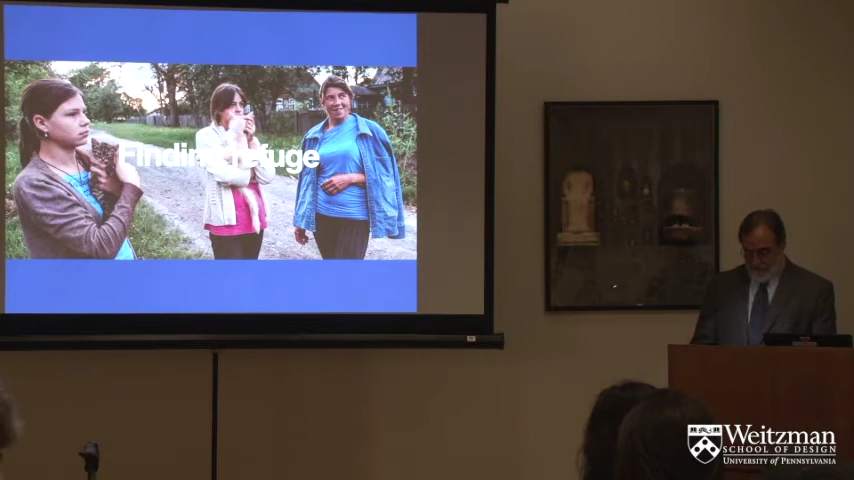 Finding refuge
Weitzman
SCHOOL OF DESIGN
UNIVERSITY of PENNSYLVANIA